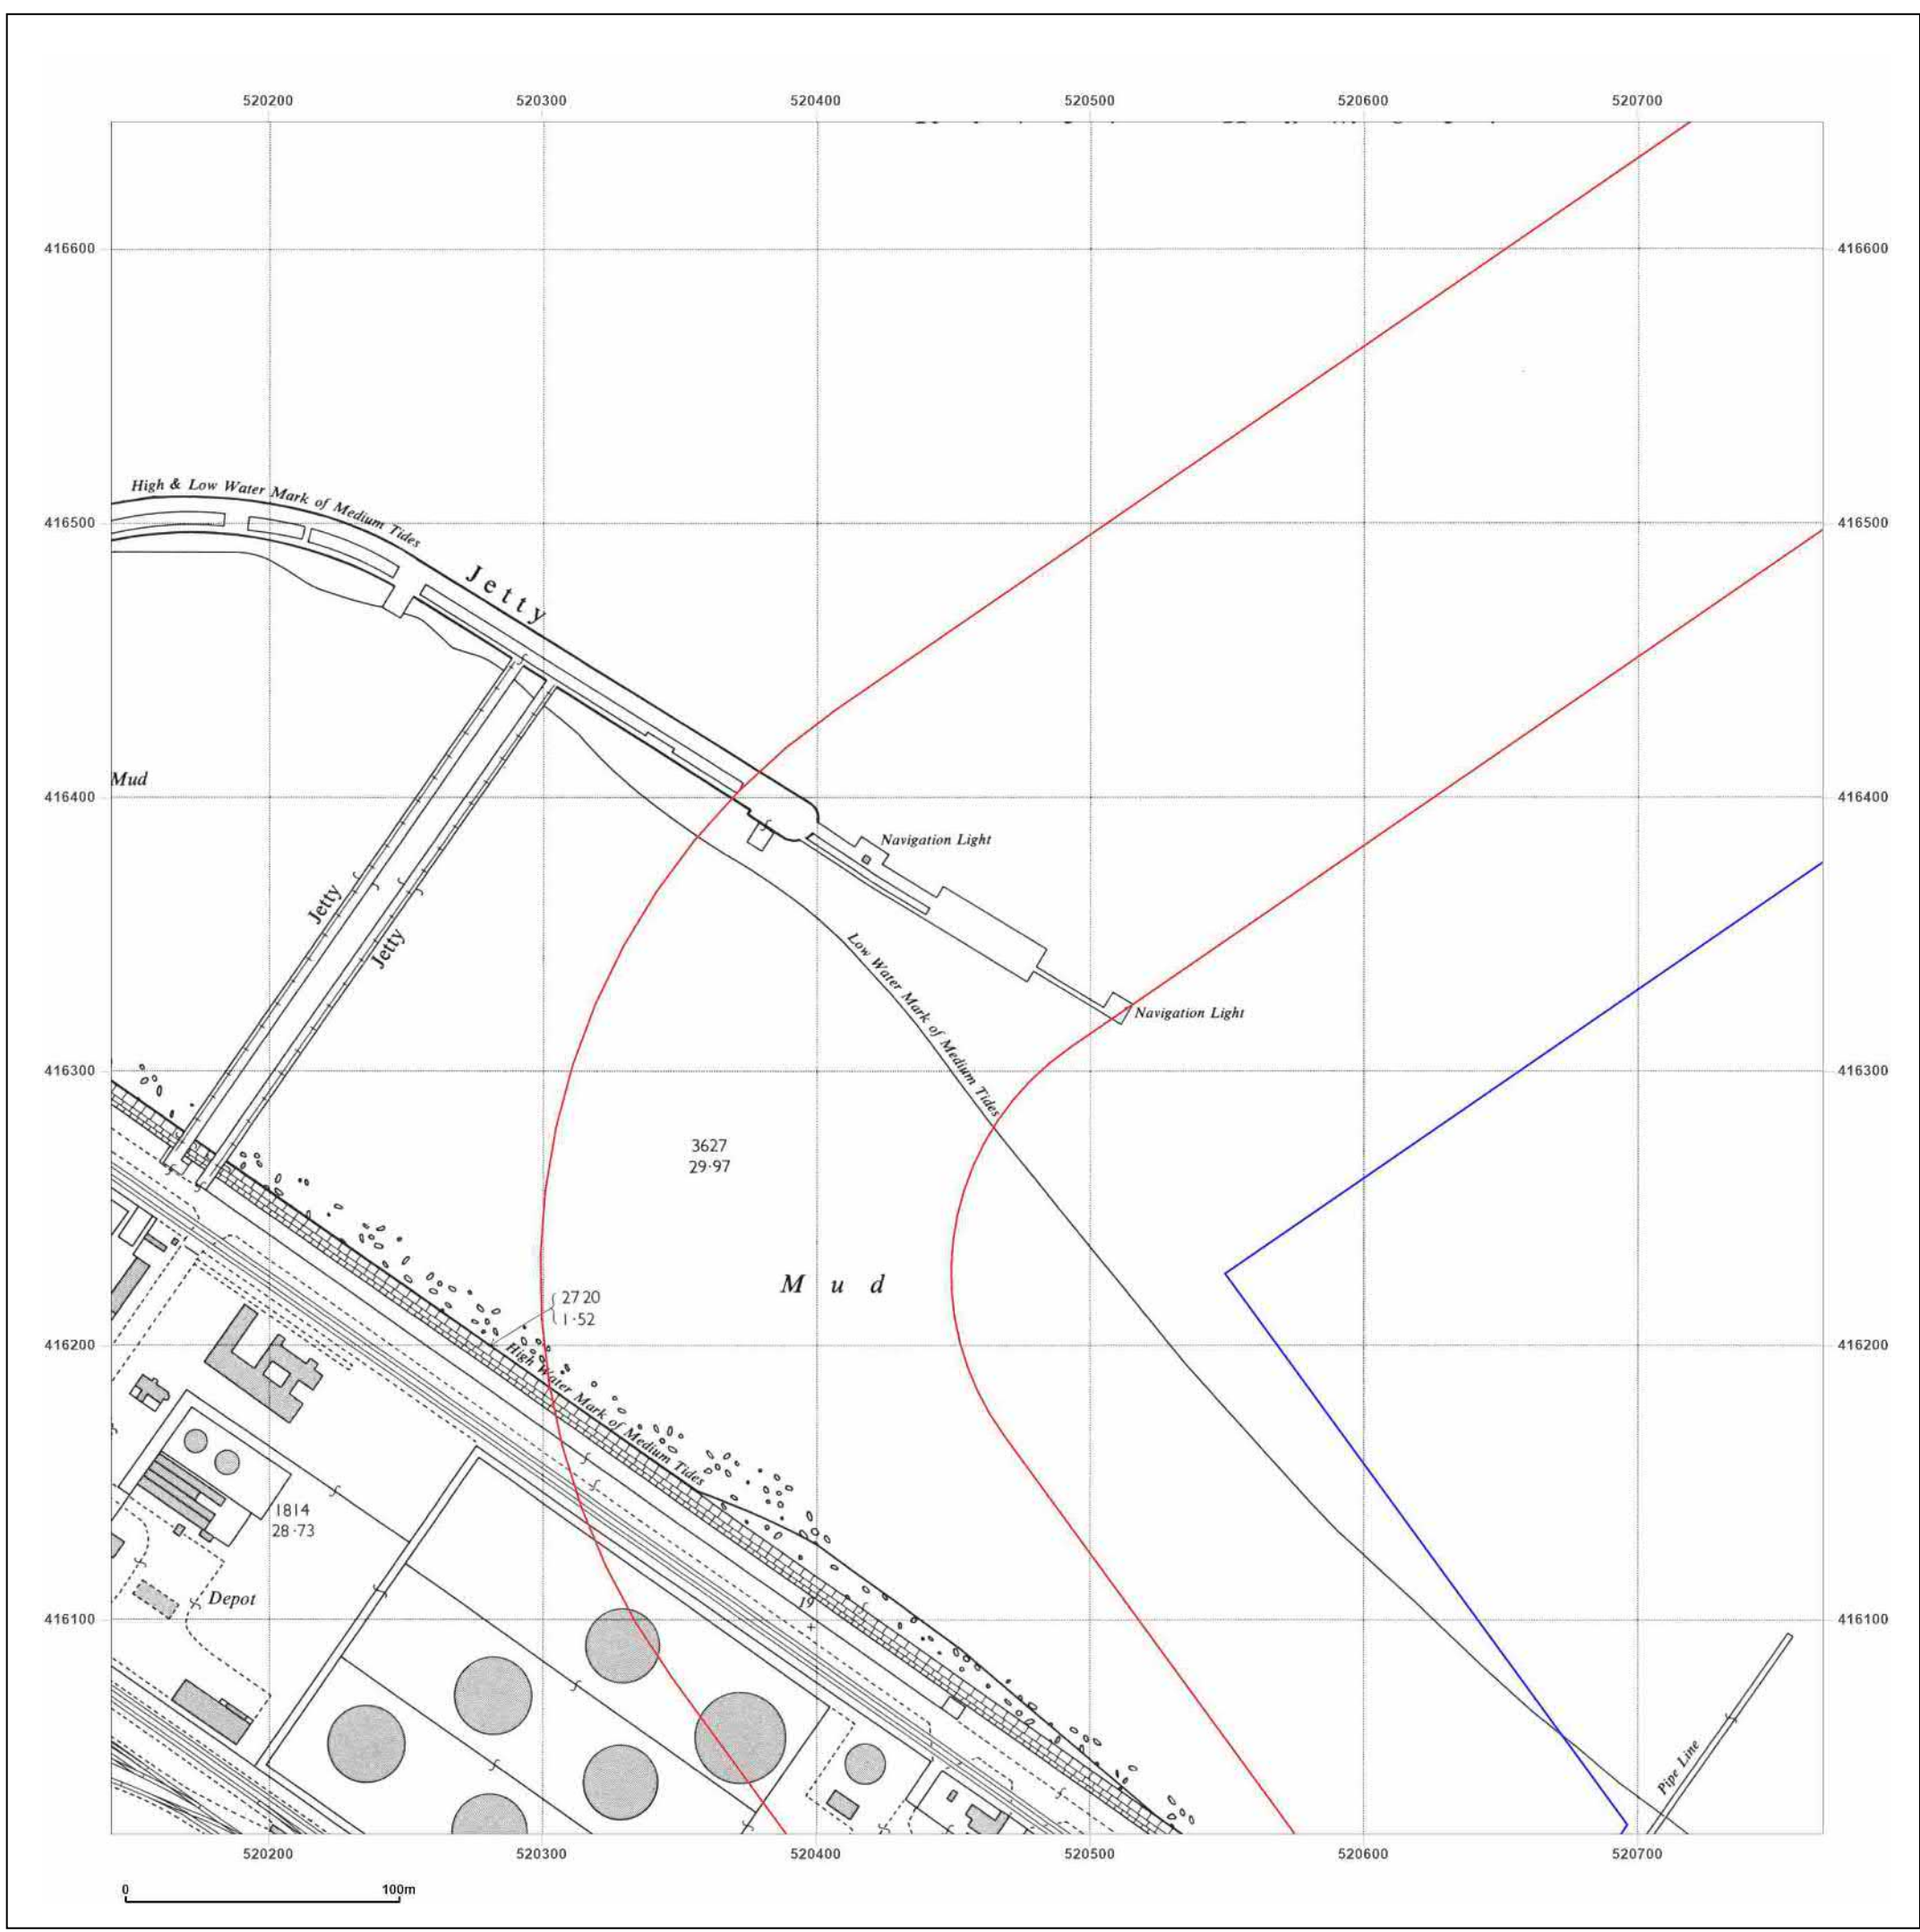 520200 520300 520400 520500 520600 520700
416600 416600
High & Low Water Mark of Medium Tides
416500 416500
Jetty
Mud
416400 416400
Navigation Light
Jetty
Jetty
Low Water Mark of Medium Tides
Navigation Light
416300 416300
3627
29·97
Mud
2720
1·52
416200 416200
High Water Mark of Medium Tides
1814
28·73
Depot
19
416100 416100
Pipe Line
520200 520300 520400 520500 520600 520700
0 100m